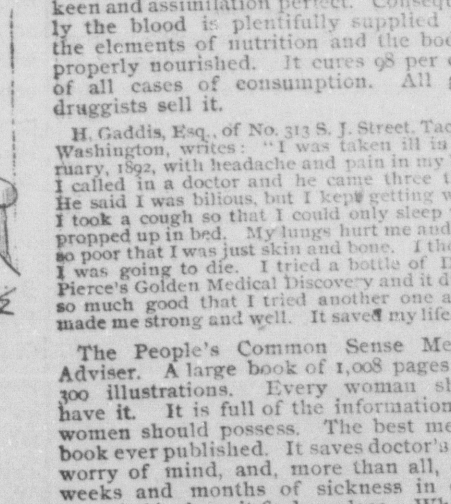 keen and assimilation perfect. Consequ
ly the blood is plentifully supplied
the elements of nutrition and the bod
properly nourished. It cures 98 per
of all cases of consumption. All
druggists sell it.
H. Gaddis, Esq., of No. 313 S. J. Street, Tac
Washington, writes: "I was taken ill in
ruary, 1892, with headache and pain in my
I called in a doctor and he came three t
He said I was bilious, but I kept getting w
I took a cough so that I could only sleep
propped up in bed. My lungs hurt me and
so poor that I was just skin and bone. I tho
I was going to die. I tried a bottle of D
Pierce's Golden Medical Discovery and it d
so much good that I tried another one a
made me strong and well. It saved my life
The People's Common Sense Me
Adviser. A large book of 1,008 pages
300 illustrations. Every woman sh
have it. It is full of the information
women should possess. The best me
book ever published. It saves doctor's
worry of mind, and, more than all,
weeks and months of sickness in